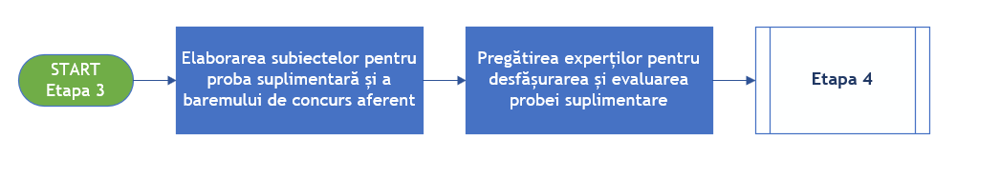 START
Etapa 3
Elaborarea subiectelor pentru
proba suplimentară și a
baremului de concurs aferent
Pregătirea experților pentru
desfășurarea și evaluarea
probei suplimentare
Etapa 4